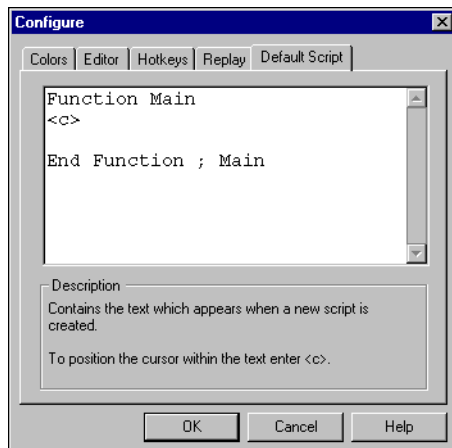 Configure
Colors Editor Hotkeys Replay Default Script
Function Main
<c>
End Function ; Main
Description
Contains the text which appears when a new script is
created.
To position the cursor within the text enter <c>.
OK Cancel Help